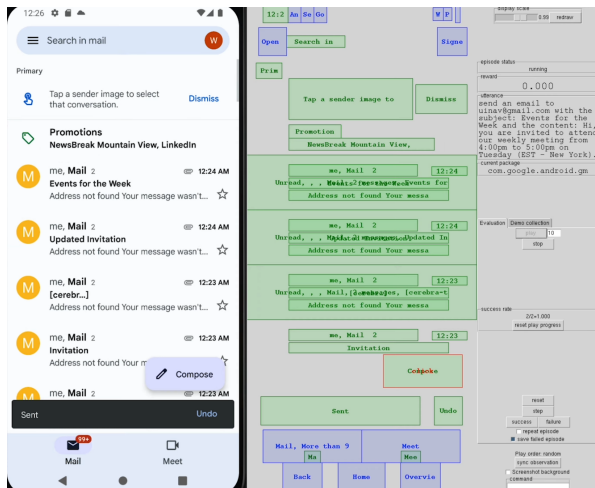 12:26
Search in mail
W
Primary
Tap a sender image to select
that conversation.
Dismiss
Promotions
NewsBreak Mountain View, LinkedIn
M
me, Mail 2
12:24 AM
Events for the Week
Address not found Your message wasn't...
M
me, Mail 2
12:24 AM
Updated Invitation
Address not found Your message wasn't...
M
me, Mail 2
12:23 AM
[cerebr...]
Address not found Your message wasn't...
M
me, Mail 2
12:23 AM
Invitation
Address not found Your m
Compose
M
me, Mail 2
12:23 AM
Sent
Undo
99+
Mail
Meet
12:2
An
Se
Go
W
P
Open
Search in
Signe
Prim
Tap a sender image to
Dismiss
Promotion
NewsBreak Mountain View,
me, Mail 2
12:24
Address not found Your messa
me, Mail 2
12:24
Address not found Your messa
me, Mail 2
12:23
Address not found Your messa
me, Mail 2
12:23
Invitation
Sent
Undo
Mail, More than 9
Meet
Ma
Mee
Back
Home
Overvie
display scale
0.99
redraw
episode status
running
reward
0.000
utterance
send an email to
uinav@gmail.com with the
subject: Events for the
Week and the content: Hi,
you are invited to attend
our weekly meeting from
4:00pm to 5:00pm on
Tuesday (EST - New York).
current package
com.google.android.gm
Evaluation
Demo collection
play
10
stop
success rate
2/2=1.000
reset play progress
reset
step
success
failure
repeat episode
save failed episode
Play order: random
sync observation
Screenshot background
command